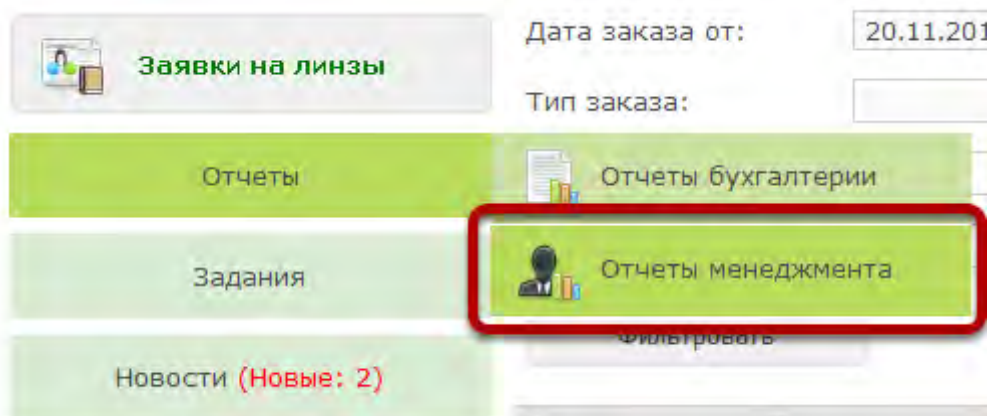 Заявки на линзы
Дата заказа от:
20.11.201
Тип заказа:
Отчеты
Отчеты бухгалтерии
Отчеты менеджмента
Задания
Фильтровать
Новости (Новые: 2)